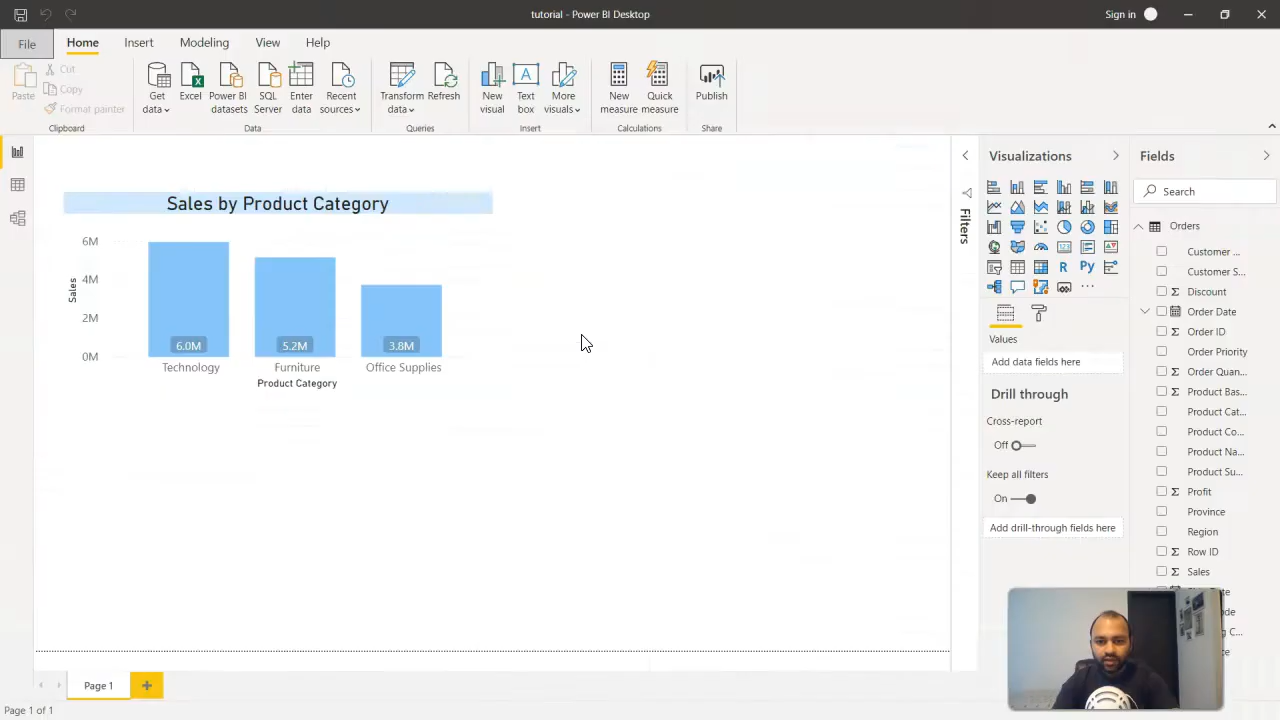 tutorial - Power BI Desktop
Sign in
File
Home
Insert
Modeling
View
Help
Paste
Cut
Copy
Format painter
Clipboard
Get data
Excel
Power BI datasets
SQL Server
Enter data
Recent sources
Data
Transform data
Refresh
Queries
New visual
Text box
More visuals
Insert
New measure
Quick measure
Calculations
Publish
Share
Sales by Product Category
6M
4M
2M
0M
Sales
6.0M
5.2M
3.8M
Technology
Furniture
Office Supplies
Product Category
Filters
Visualizations
R
Py
Values
Add data fields here
Drill through
Cross-report
Off
Keep all filters
On
Add drill-through fields here
Fields
Search
Orders
Customer ...
Customer S...
Discount
Order Date
Order ID
Order Priority
Order Quan...
Product Bas...
Product Cat...
Product Co...
Product Na...
Product Su...
Profit
Province
Region
Row ID
Sales
Page 1
Page 1 of 1